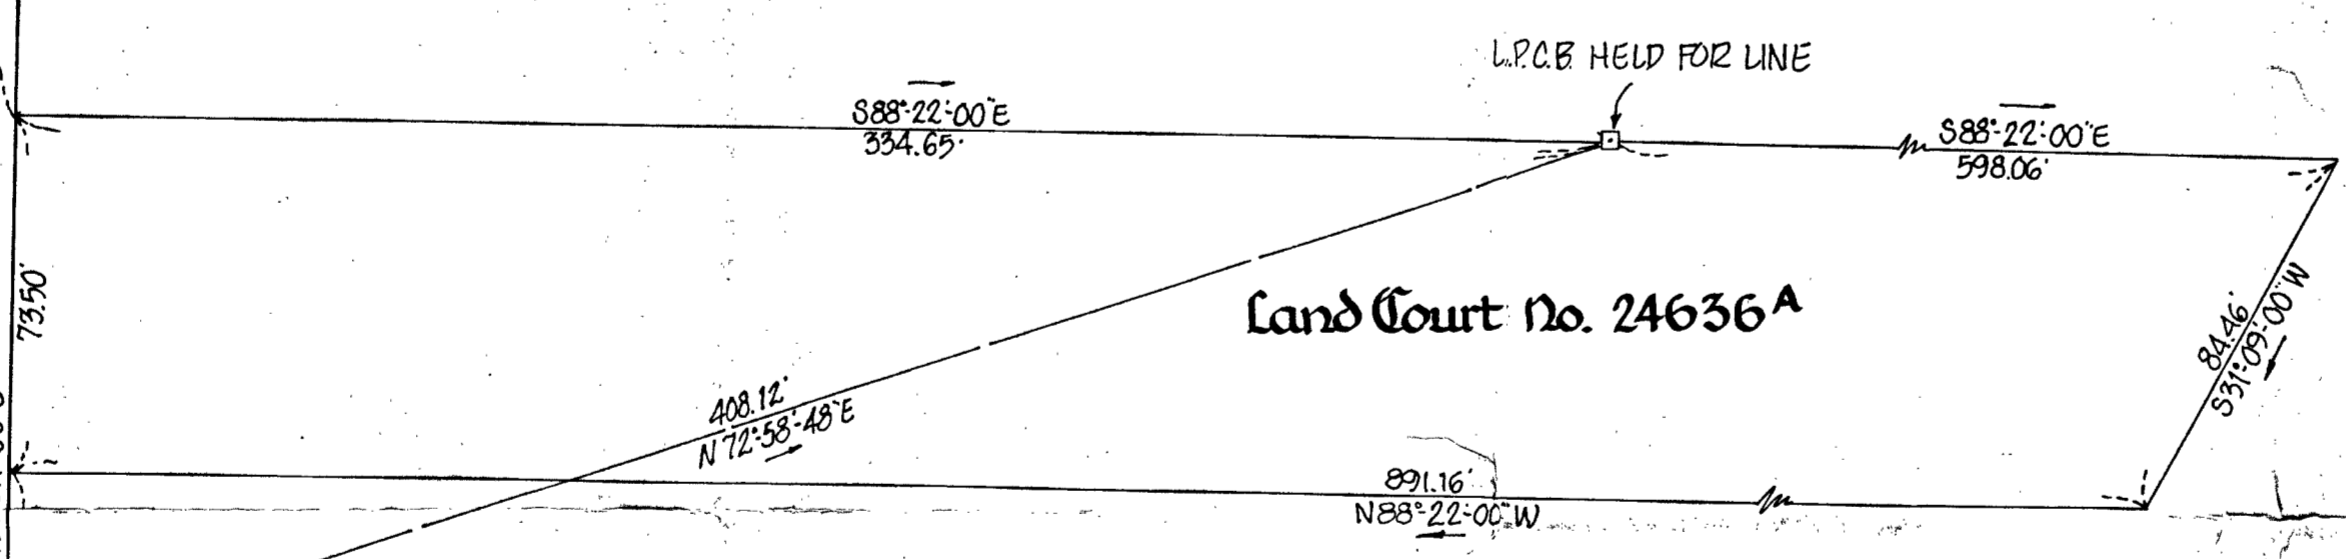 L.P.C.B. HELD FOR LINE
S88°-22'-00"E
334.65'
S88°-22'-00"E
598.06'
73.50'
Land Court No. 24636A
84.46'
S31°-09'-00"W
408.12'
N72°-58'-48"E
891.16'
N88°-22'-00"W